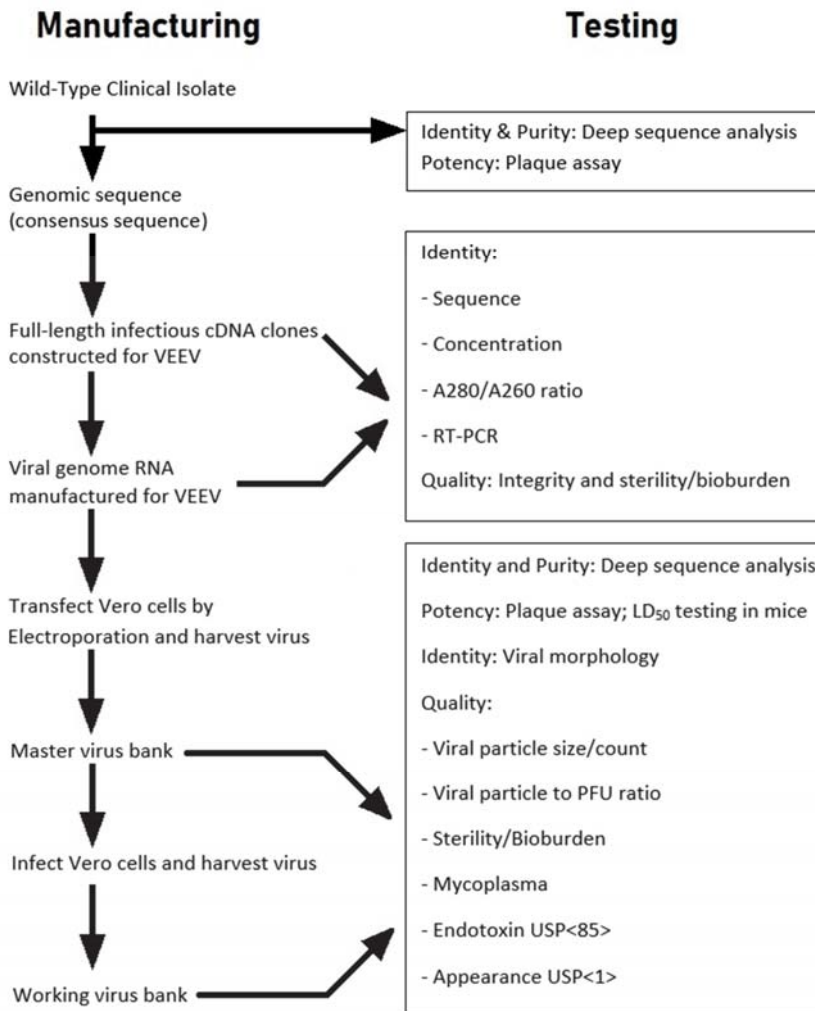 Manufacturing
Testing
Wild-Type Clinical Isolate
Genomic sequence
(consensus sequence)
Full-length infectious cDNA clones
constructed for VEEV
Viral genome RNA
manufactured for VEEV
Transfect Vero cells by
Electroporation and harvest virus
Master virus bank
Infect Vero cells and harvest virus
Working virus bank
Identity & Purity: Deep sequence analysis
Potency: Plaque assay
Identity:
- Sequence
- Concentration
- A280/A260 ratio
- RT-PCR
Quality: Integrity and sterility/bioburden
Identity and Purity: Deep sequence analysis
Potency: Plaque assay; LD₅₀ testing in mice
Identity: Viral morphology
Quality:
- Viral particle size/count
- Viral particle to PFU ratio
- Sterility/Bioburden
- Mycoplasma
- Endotoxin USP<85>
- Appearance USP<1>